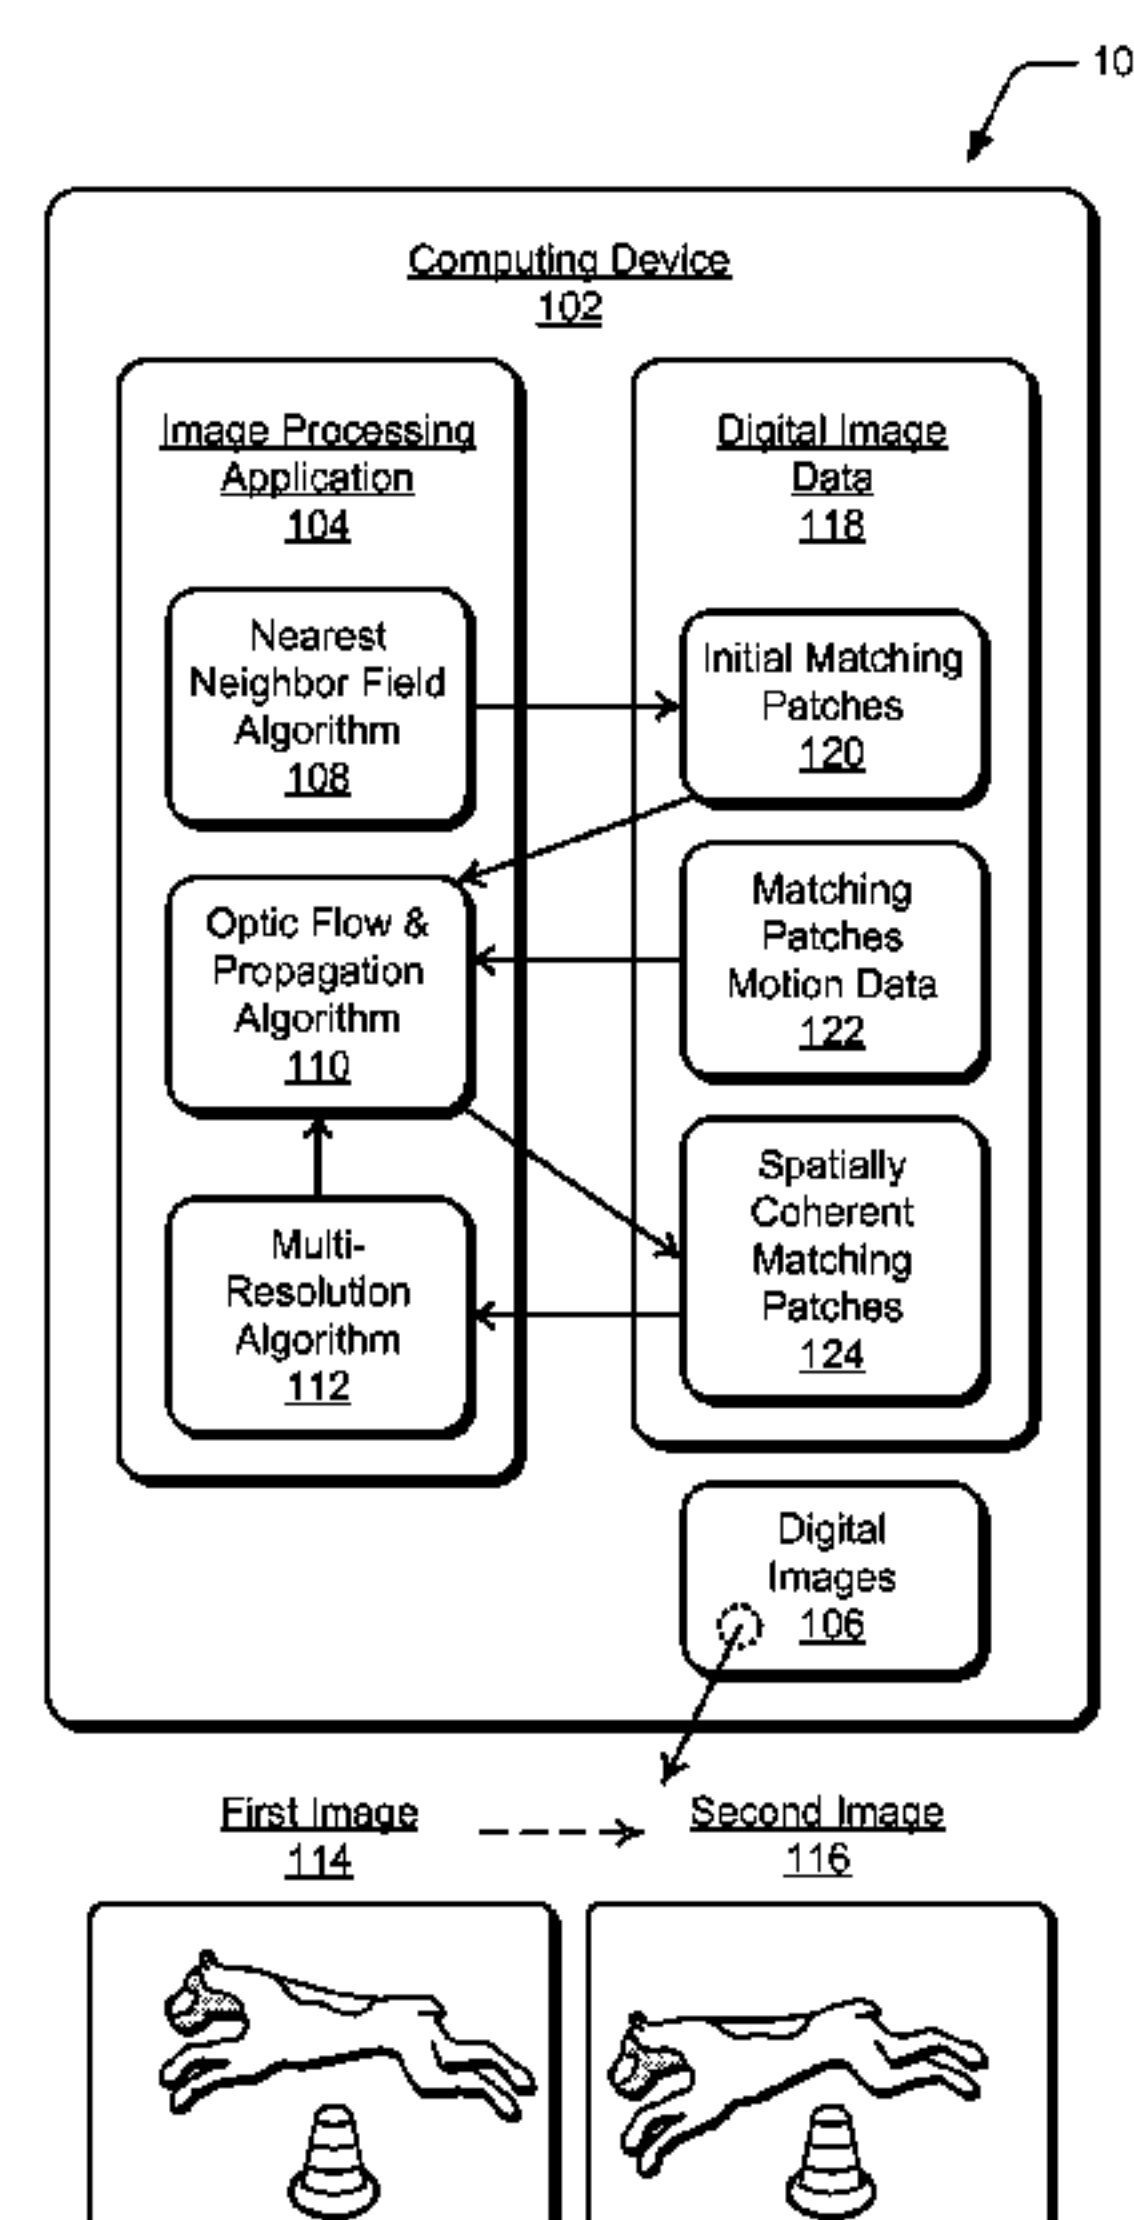 10
Computing Device
102
Image Processing
Application
104
Nearest
Neighbor Field
Algorithm
108
Optic Flow &
Propagation
Algorithm
110
Multi-
Resolution
Algorithm
112
Digital Image
Data
118
Initial Matching
Patches
120
Matching
Patches
Motion Data
122
Spatially
Coherent
Matching
Patches
124
Digital
Images
106
First Image
114
Second Image
116